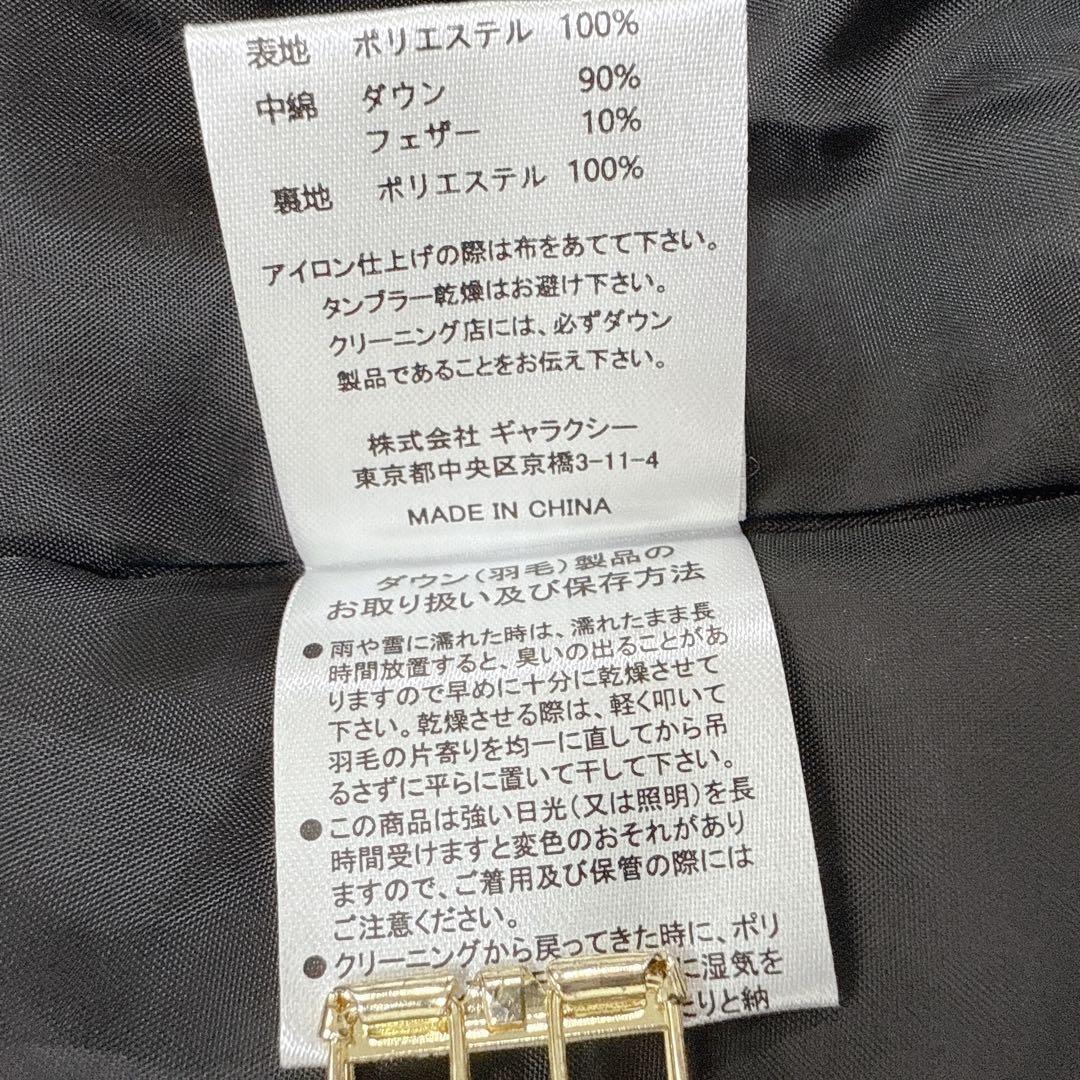 表地 ポリエステル 100%
中綿 ダウン 90%
フェザー 10%
裏地 ポリエステル 100%
アイロン仕上げの際は布をあてて下さい。
タンブラー乾燥はお避け下さい。
クリーニング店には、必ずダウン
製品であることをお伝え下さい。
株式会社 ギャラクシー
東京都中央区京橋3-11-4
MADE IN CHINA
ダウン(羽毛)製品の
お取り扱い及び保存方法
●雨や雪に濡れた時は、濡れたまま長
時間放置すると、臭いの出ることがあ
りますので早めに十分に乾燥させて
下さい。乾燥させる際は、軽く叩いて
羽毛の片寄りを均一に直してから吊
るさずに平らに置いて干して下さい。
●この商品は強い日光(又は照明)を長
時間受けますと変色のおそれがあり
ますので、ご着用及び保管の際には
ご注意ください。
●クリーニングから戻ってきた時に、ポリ
に湿気を
たりと納